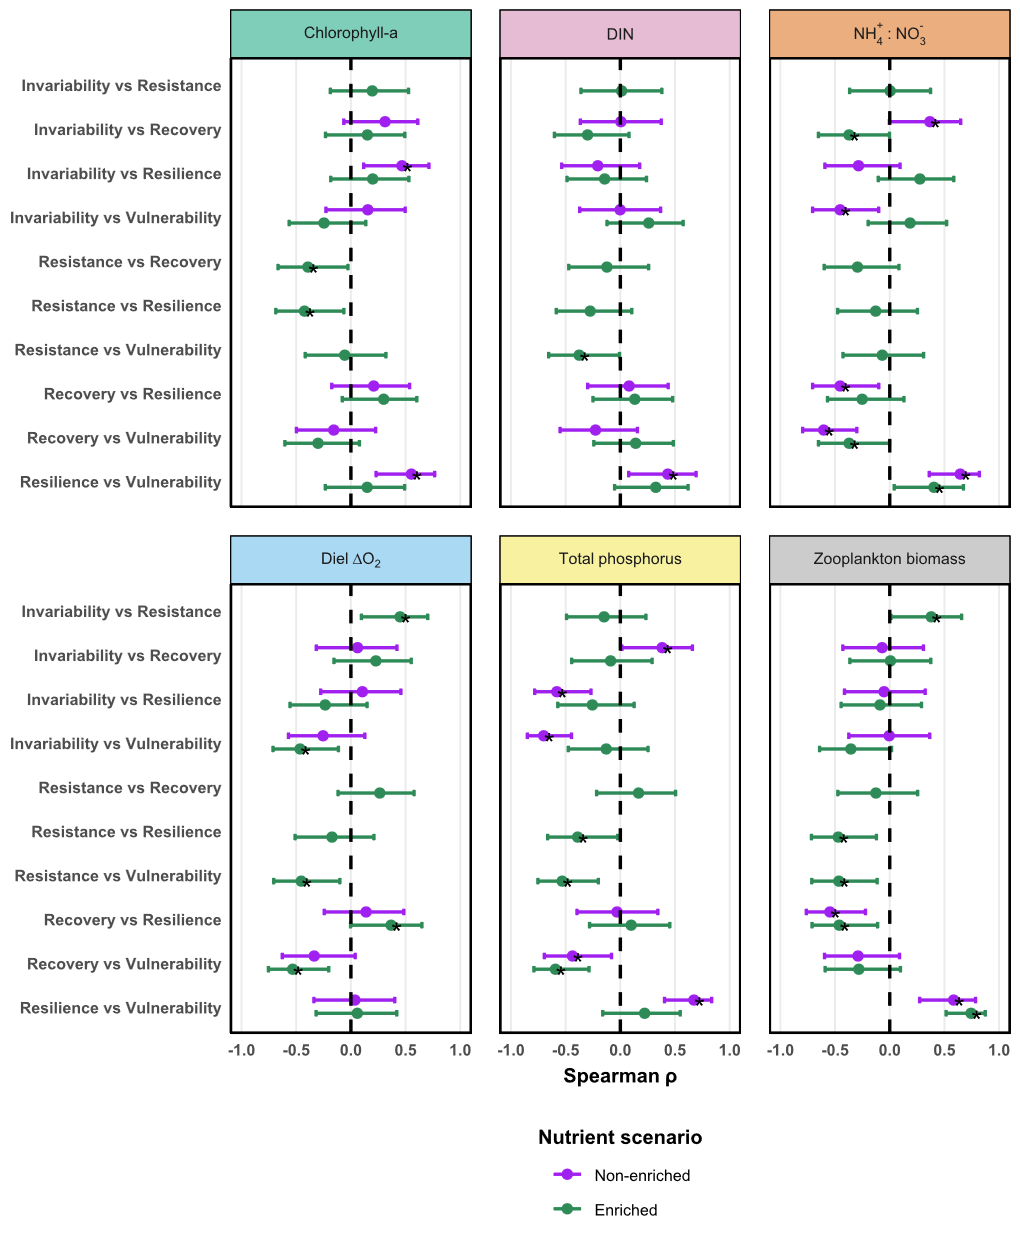 Chlorophyll-a
DIN
NH₄⁺ : NO₃⁻
Invariability vs Resistance
Invariability vs Recovery
Invariability vs Resilience
Invariability vs Vulnerability
Resistance vs Recovery
Resistance vs Resilience
Resistance vs Vulnerability
Recovery vs Resilience
Recovery vs Vulnerability
Resilience vs Vulnerability
Diel ΔO₂
Total phosphorus
Zooplankton biomass
Invariability vs Resistance
Invariability vs Recovery
Invariability vs Resilience
Invariability vs Vulnerability
Resistance vs Recovery
Resistance vs Resilience
Resistance vs Vulnerability
Recovery vs Resilience
Recovery vs Vulnerability
Resilience vs Vulnerability
-1.0 -0.5 0.0 0.5 1.0
-1.0 -0.5 0.0 0.5 1.0
-1.0 -0.5 0.0 0.5 1.0
Spearman ρ
Nutrient scenario
Non-enriched
Enriched